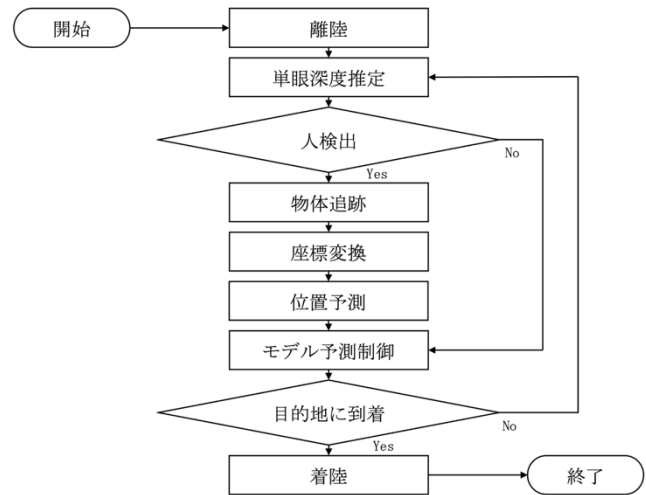 開始
離陸
単眼深度推定
人検出
No
Yes
物体追跡
座標変換
位置予測
モデル予測制御
目的地に到着
No
Yes
着陸
終了